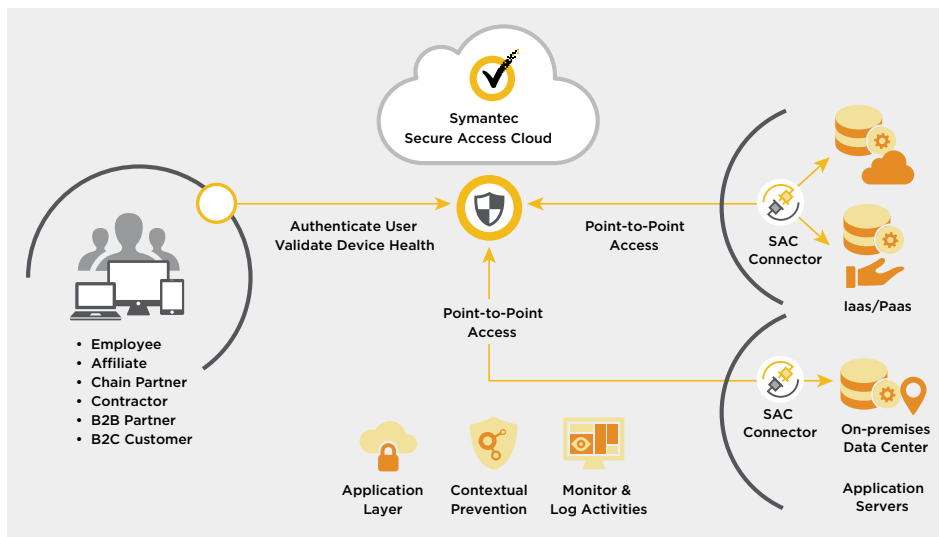 Symantec
Secure Access Cloud
Authenticate User
Validate Device Health
Point-to-Point
Access
SAC
Connector
Iaas/Paas
Point-to-Point
Access
• Employee
• Affiliate
• Chain Partner
• Contractor
• B2B Partner
• B2C Customer
SAC
Connector
On-premises
Data Center
Application
Servers
Application
Layer
Contextual
Prevention
Monitor &
Log Activities